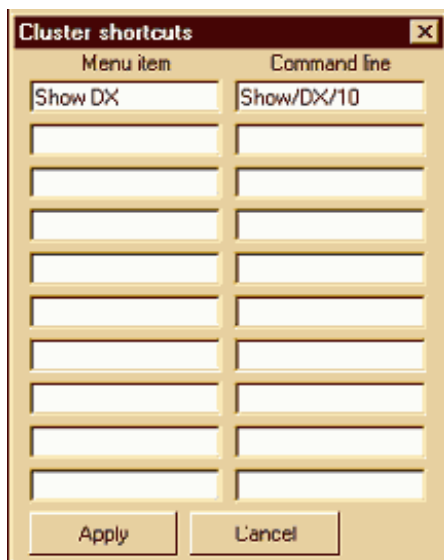 Cluster shortcuts
Menu item Command line
Show DX Show/DX/10
Apply Cancel